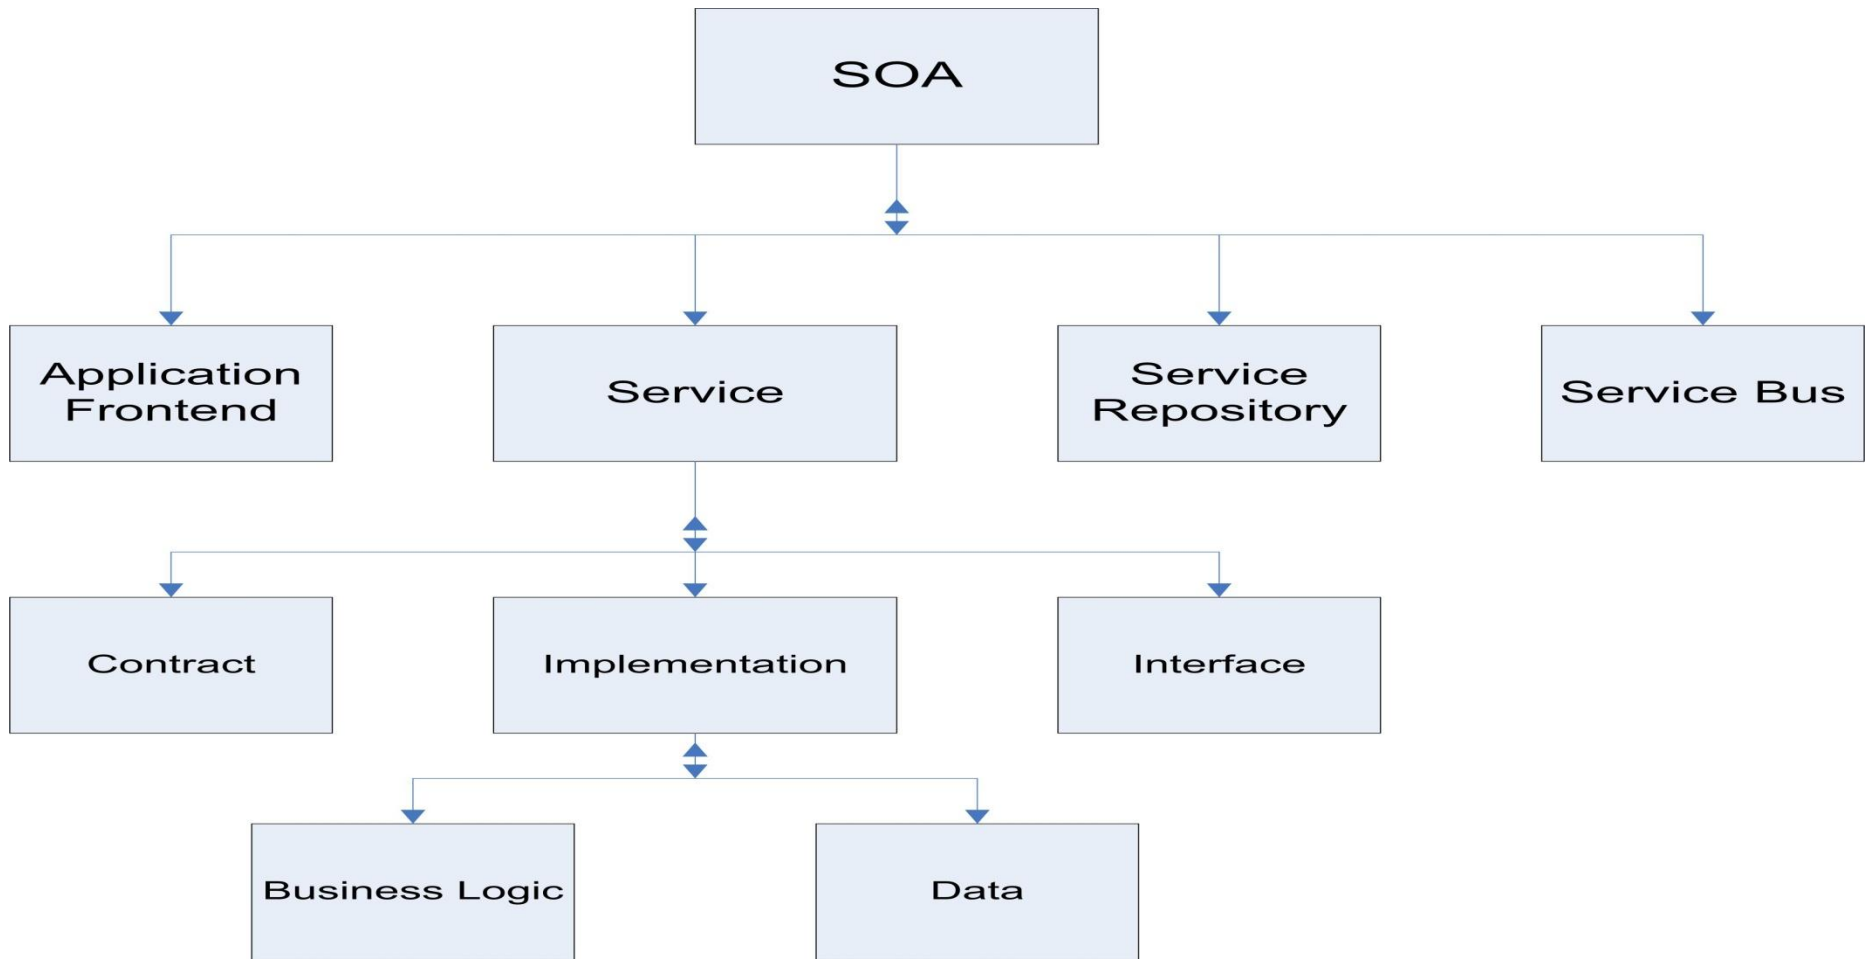 SOA
Application
Frontend
Service
Service
Repository
Service Bus
Contract
Implementation
Interface
Business Logic
Data